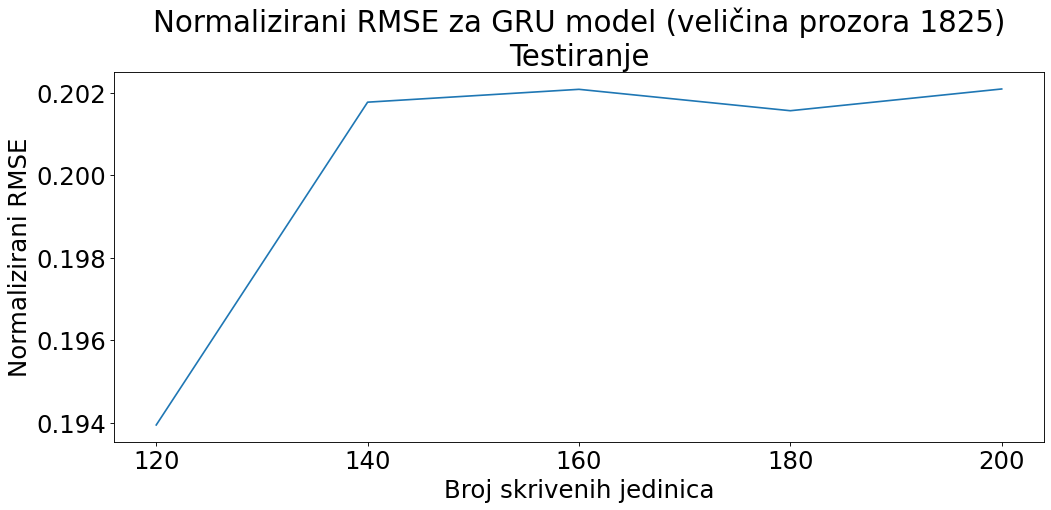 Normalizirani RMSE za GRU model (veličina prozora 1825)
Testiranje
Normalizirani RMSE
0.202
0.200
0.198
0.196
0.194
120 140 160 180 200
Broj skrivenih jedinica